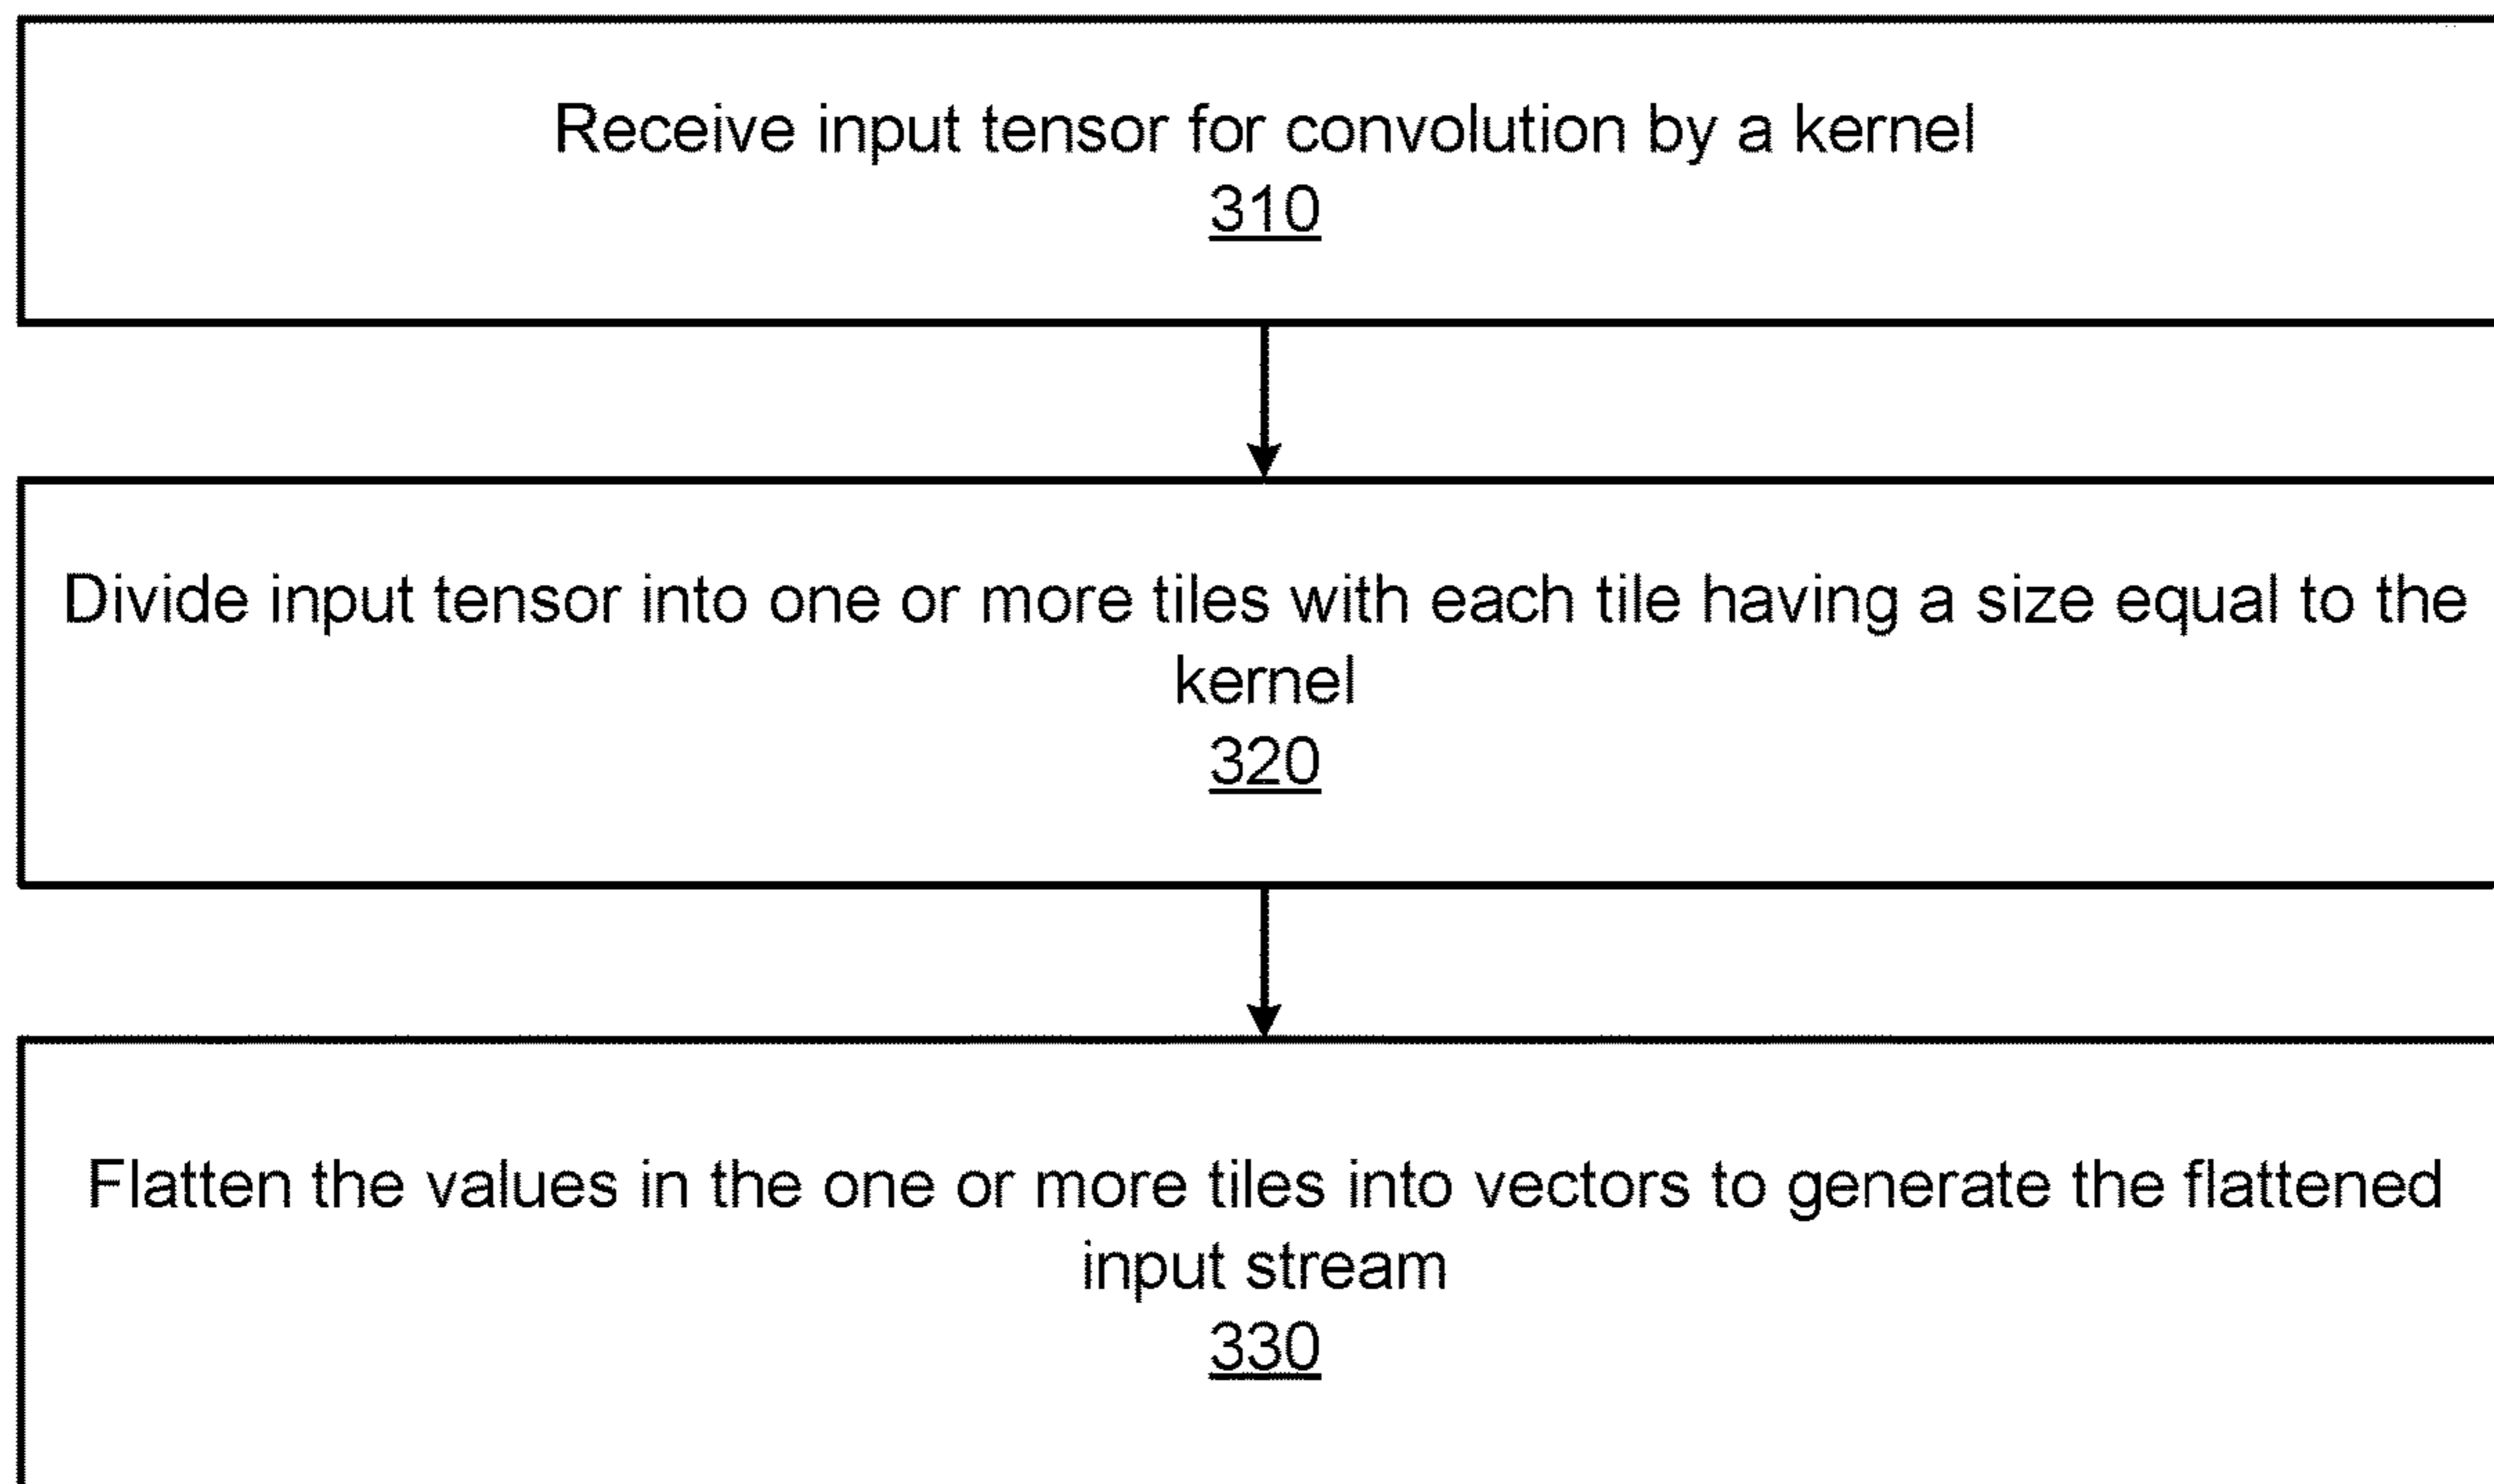 Receive input tensor for convolution by a kernel
310
Divide input tensor into one or more tiles with each tile having a size equal to the
kernel
320
Flatten the values in the one or more tiles into vectors to generate the flattened
input stream
330